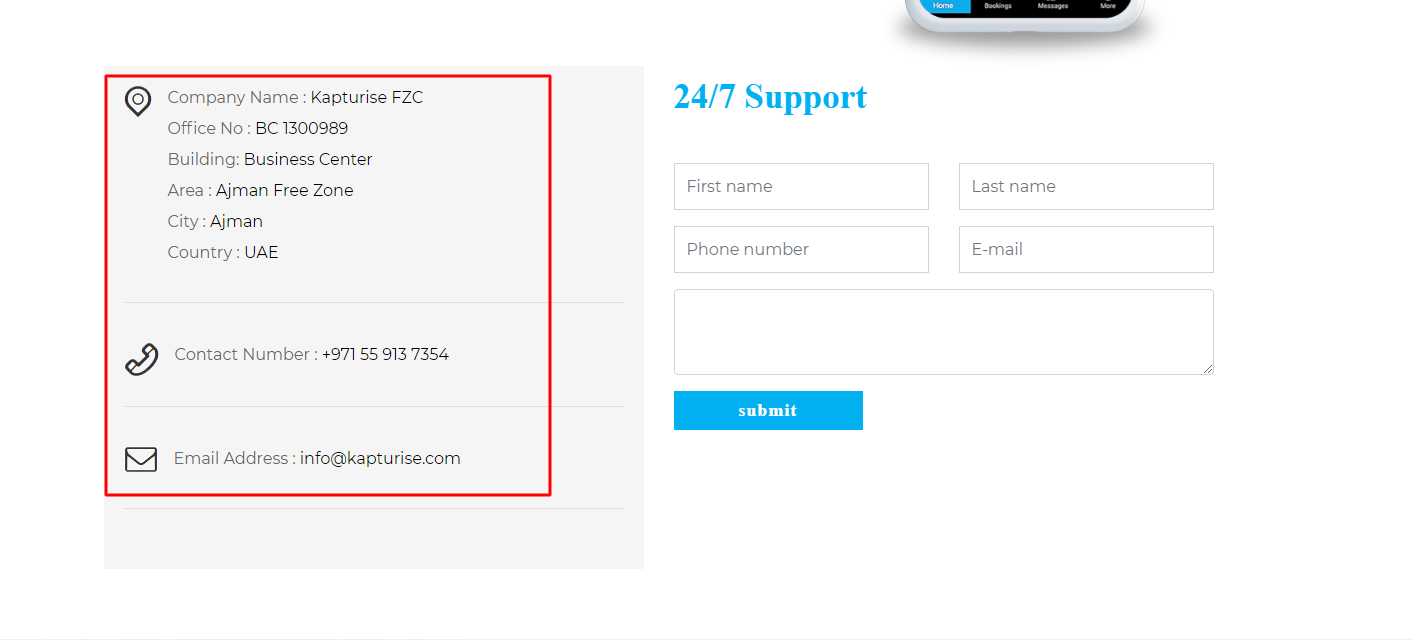 Home Bookings Messages More
Company Name : Kapturise FZC
Office No : BC 1300989
Building: Business Center
Area : Ajman Free Zone
City : Ajman
Country : UAE
Contact Number : +971 55 913 7354
Email Address : info@kapturise.com
24/7 Support
First name Last name
Phone number E-mail
submit